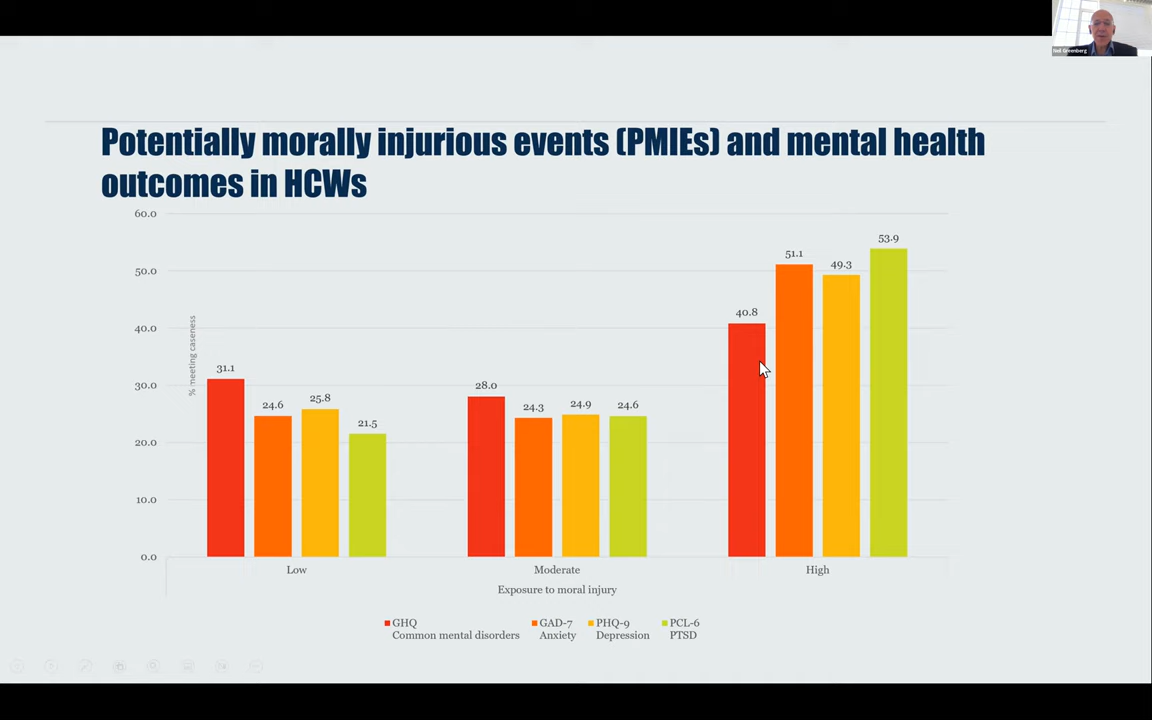 Neil Greenberg
Potentially morally injurious events (PMIEs) and mental health
outcomes in HCWs
60.0
50.0
40.0
30.0
20.0
10.0
0.0
% meeting caseness
31.1
24.6
25.8
21.5
28.0
24.3
24.9
24.6
40.8
51.1
49.3
53.9
Low
Moderate
High
Exposure to moral injury
GHQ
Common mental disorders
GAD-7
Anxiety
PHQ-9
Depression
PCL-6
PTSD